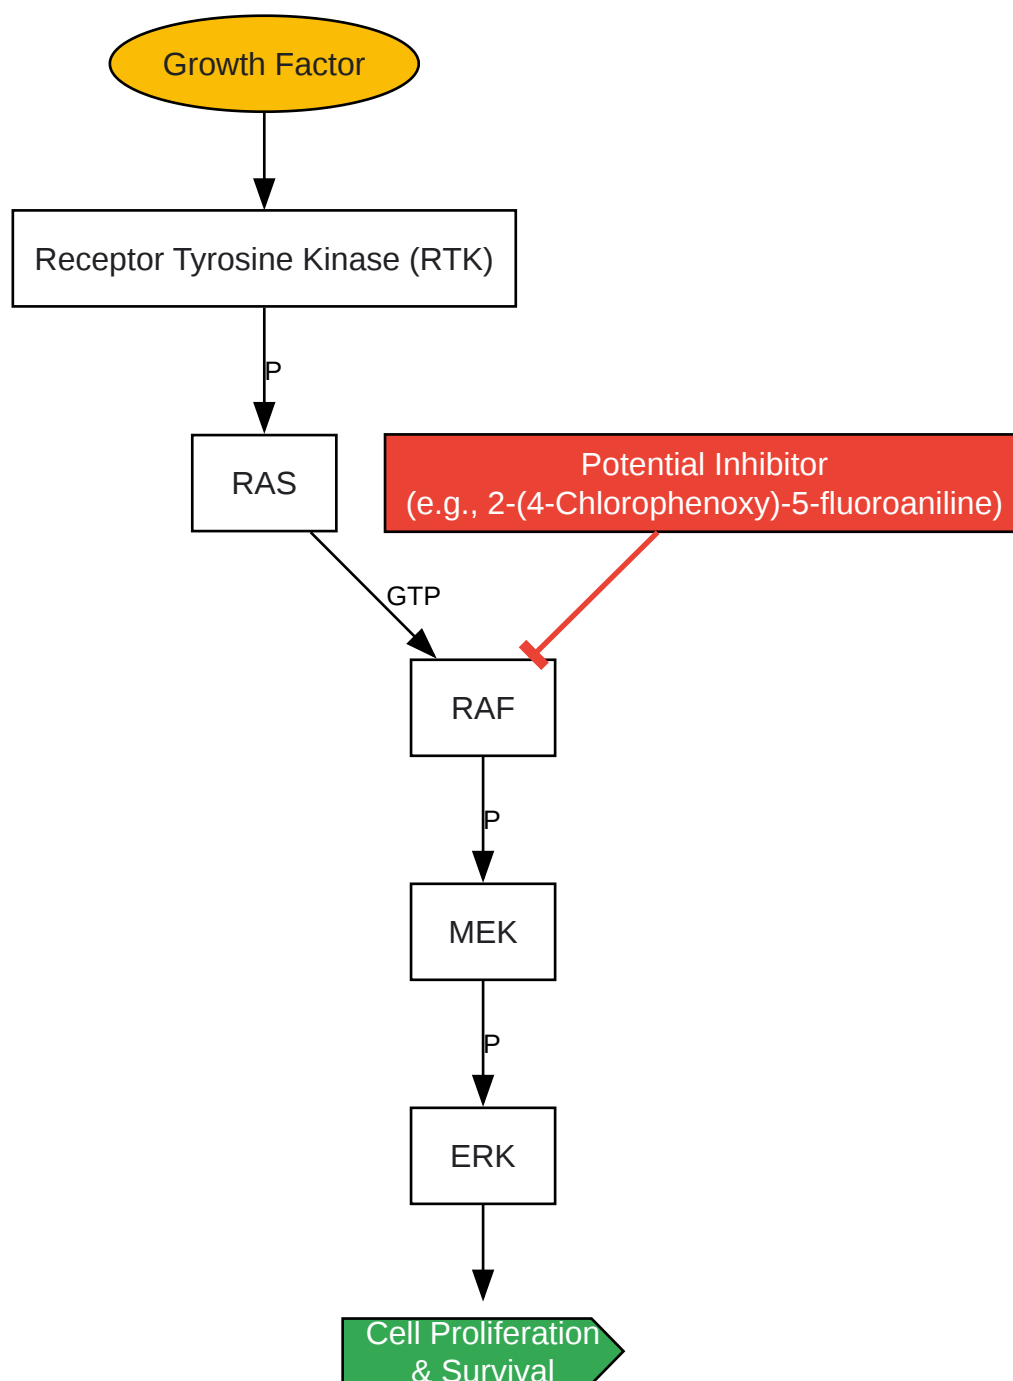 Growth Factor
Receptor Tyrosine Kinase (RTK)
P
RAS
Potential Inhibitor
(e.g., 2-(4-Chlorophenoxy)-5-fluoroaniline)
GTP
RAF
P
MEK
P
ERK
Cell Proliferation
& Survival